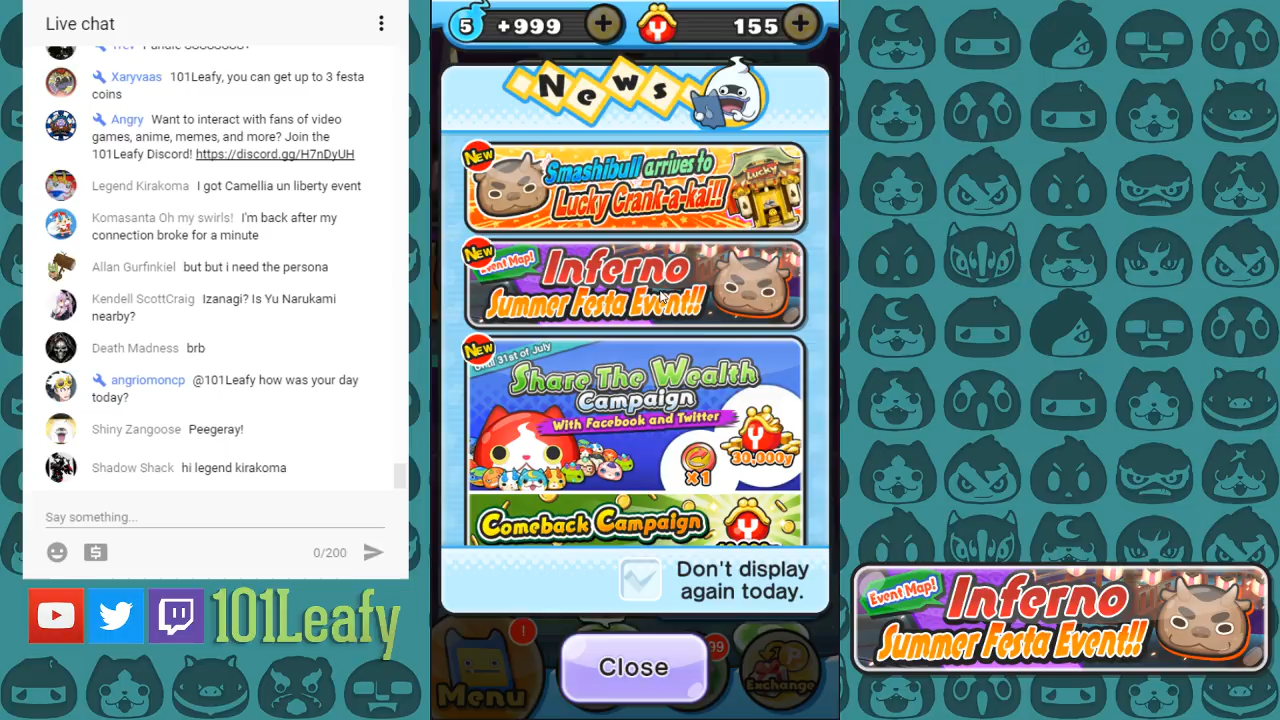 Live chat
Trev
Xaryvaas 101Leafy, you can get up to 3 festa
coins
Angry Want to interact with fans of video
games, anime, memes, and more? Join the
101Leafy Discord! https://discord.gg/H7nDyUH
Legend Kirakoma I got Camellia un liberty event
Komasanta Oh my swirls! I'm back after my
connection broke for a minute
Allan Gurfinkiel but but i need the persona
Kendell ScottCraig Izanagi? Is Yu Narukami
nearby?
Death Madness brb
angriomoncp @101Leafy how was your day
today?
Shiny Zangoose Peegeray!
Shadow Shack hi legend kirakoma
Say something...
0/200
101Leafy
5 +999
Y 155
News
New
Smashibull arrives to
Lucky Crank-a-kai!!
Lucky
New
Event Map!
Inferno
Summer Festa Event!!
New
Until 31st of July
Share The Wealth
Campaign
With Facebook and Twitter
Y
30,000y
x1
Comeback Campaign
Y
Don't display
again today.
Close
Menu
!
99
Exchange
Event Map!
Inferno
Summer Festa Event!!